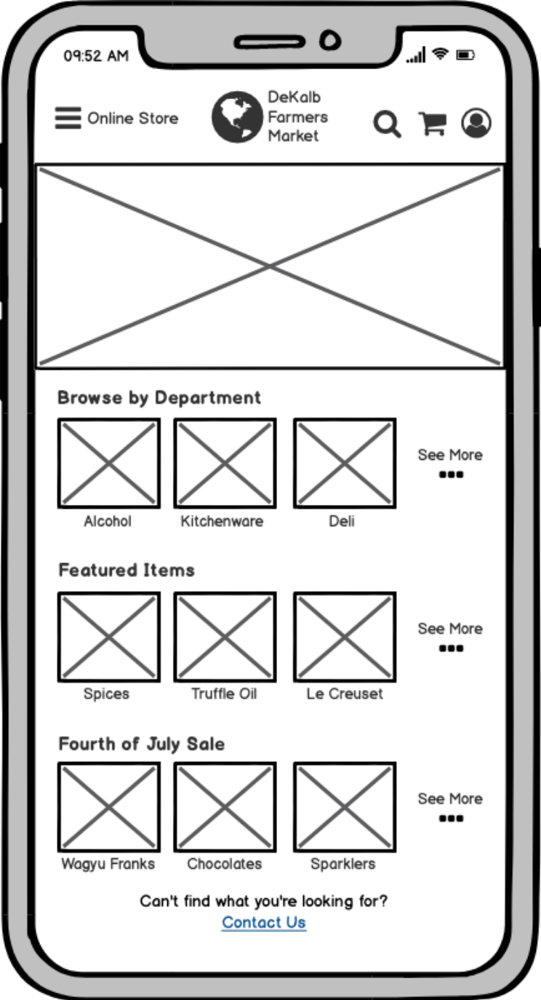 09:52 AM
Online Store
DeKalb
Farmers
Market
Browse by Department
Alcohol
Kitchenware
Deli
See More
Featured Items
Spices
Truffle Oil
Le Creuset
See More
Fourth of July Sale
Wagyu Franks
Chocolates
Sparklers
See More
Can't find what you're looking for?
Contact Us